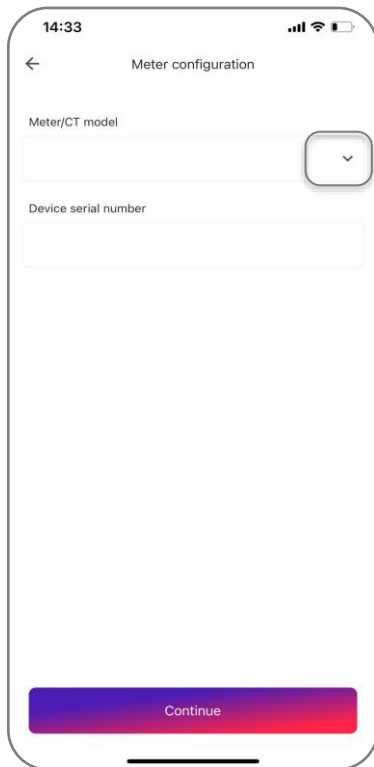 14:33
Meter configuration
Meter/CT model
Device serial number
Continue